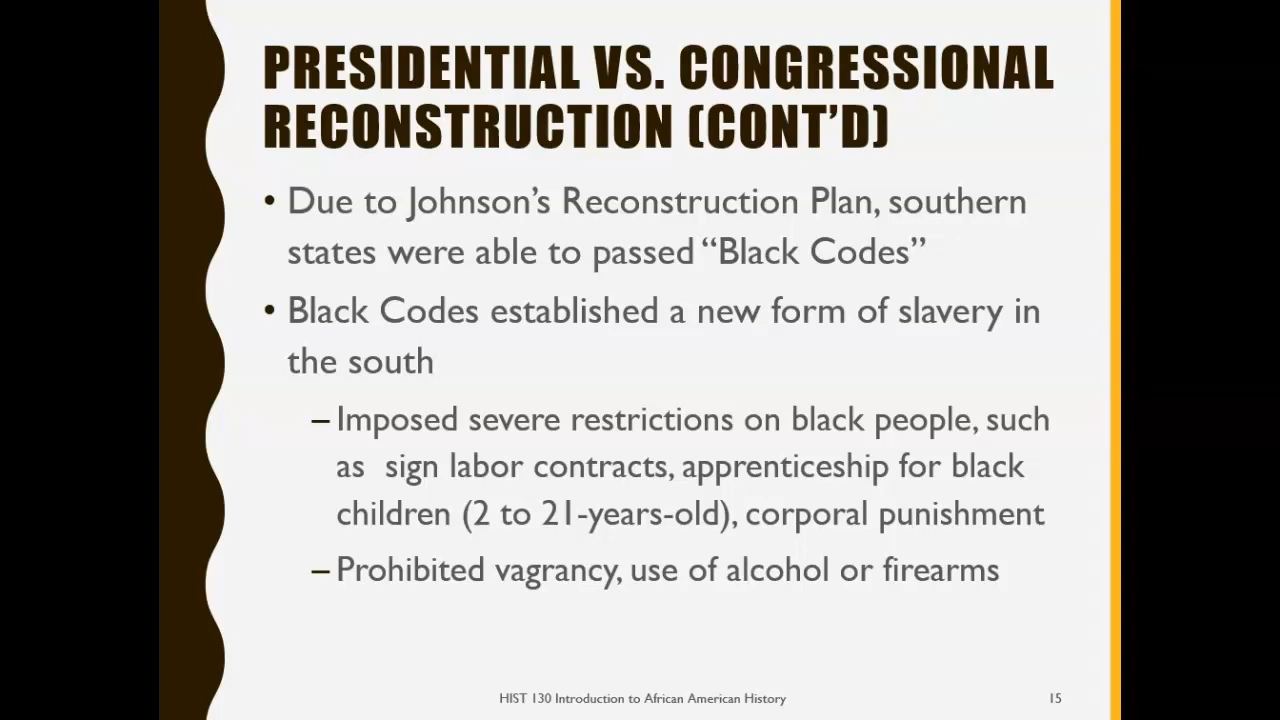 PRESIDENTIAL VS. CONGRESSIONAL
RECONSTRUCTION (CONT'D)
• Due to Johnson's Reconstruction Plan, southern
states were able to passed “Black Codes”
• Black Codes established a new form of slavery in
the south
– Imposed severe restrictions on black people, such
as  sign labor contracts, apprenticeship for black
children (2 to 21-years-old), corporal punishment
– Prohibited vagrancy, use of alcohol or firearms
HIST 130 Introduction to African American History
15